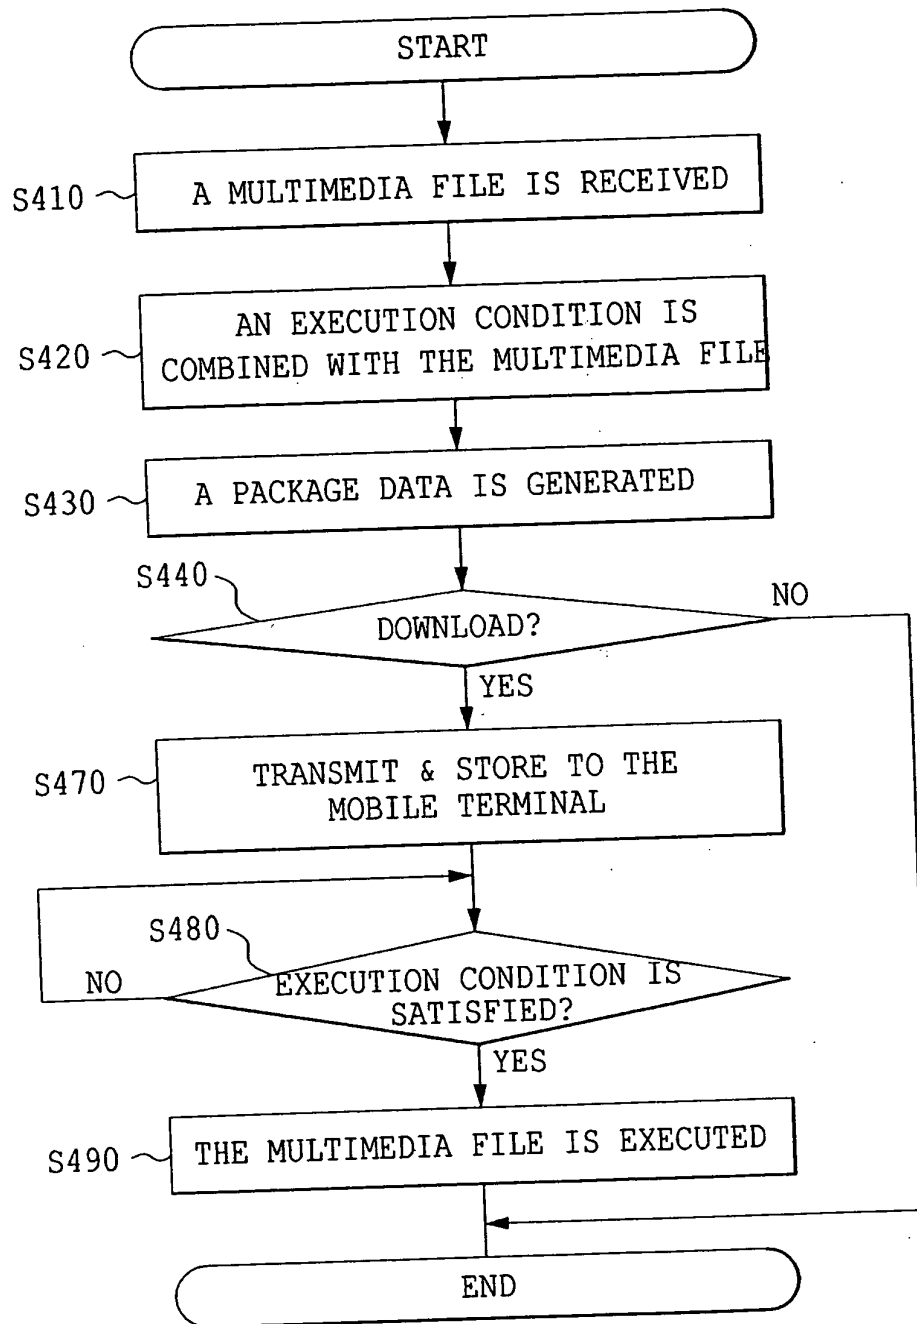 START
S410
A MULTIMEDIA FILE IS RECEIVED
S420
AN EXECUTION CONDITION IS
COMBINED WITH THE MULTIMEDIA FILE
S430
A PACKAGE DATA IS GENERATED
S440
DOWNLOAD?
NO
YES
S470
TRANSMIT & STORE TO THE
MOBILE TERMINAL
S480
NO
EXECUTION CONDITION IS
SATISFIED?
YES
S490
THE MULTIMEDIA FILE IS EXECUTED
END